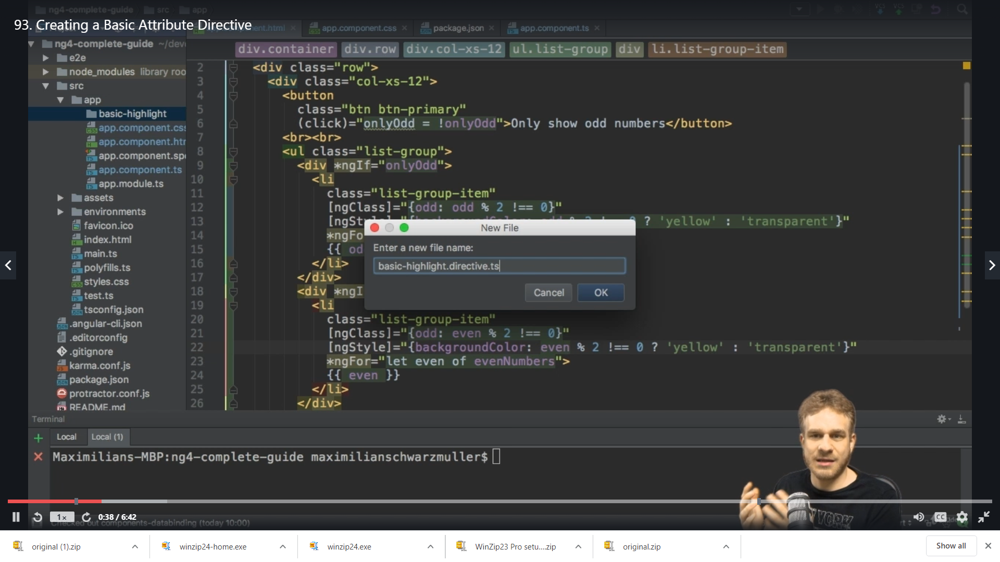 ng4-complete-guide src app
93. Creating a Basic Attribute Directive
app.component.css
package.json
app.component.ts
ng4-complete-guide ~/dev
div.container div.row div.col-xs-12 ul.list-group div li.list-group-item
e2e
node_modules library roo
src
app
basic-highlight
app.component.css
app.component.htm
app.component.spe
app.component.ts
app.module.ts
assets
environments
favicon.ico
index.html
main.ts
polyfills.ts
styles.css
test.ts
tsconfig.json
.angular-cli.json
.editorconfig
.gitignore
karma.conf.js
package.json
protractor.conf.js
README.md
2 <div class="row">
3 <div class="col-xs-12">
4 <button
5 class="btn btn-primary"
6 (click)="onlyOdd = !onlyOdd">Only show odd numbers</button>
7 <br><br>
8 <ul class="list-group">
9 <div *ngIf="onlyOdd">
10 <li
11 class="list-group-item"
12 [ngClass]="{odd: odd % 2 !== 0}"
13 [ngSty ? 'yellow' : 'transparent'}"
14 *ngFo
15 {{ od
16 </li>
17 </div>
18 <div *ngI
19 <li
20 class="list-group-item"
21 [ngClass]="{odd: even % 2 !== 0}"
22 [ngStyle]="{backgroundColor: even % 2 !== 0 ? 'yellow' : 'transparent'}"
23 *ngFor="let even of evenNumbers">
24 {{ even }}
25 </li>
26 </div>
New File
Enter a new file name:
basic-highlight.directive.ts
Cancel OK
Terminal
Local Local (1)
Maximilians-MBP:ng4-complete-guide maximilianschwarzmuller$
YORK
1x 0:38 / 6:42
CC
Checked out components-databinding (today 10:00)
original (1).zip
winzip24-home.exe
winzip24.exe
WinZip23 Pro setu....zip
original.zip
Show all